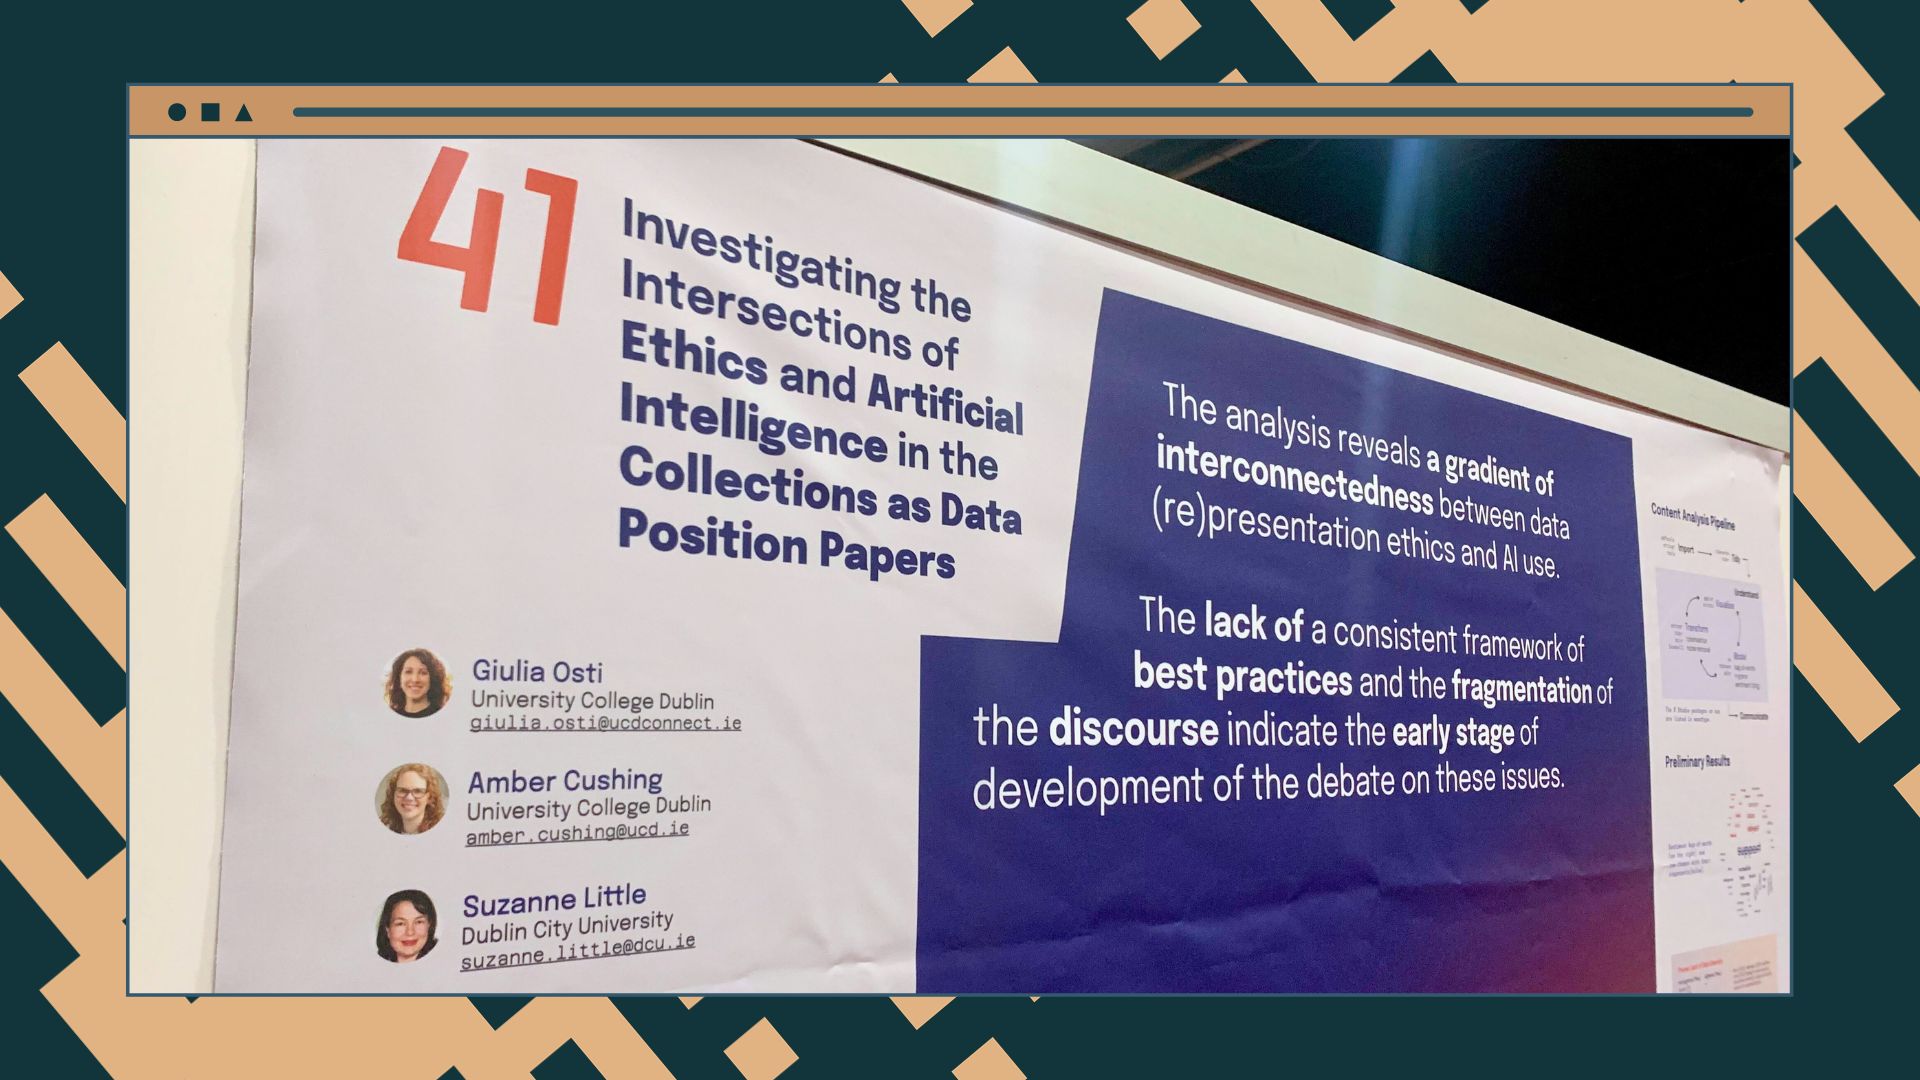 41
Investigating the
Intersections of
Ethics and Artificial
Intelligence in the
Collections as Data
Position Papers
Giulia Osti
University College Dublin
giulia.osti@ucdconnect.ie
Amber Cushing
University College Dublin
amber.cushing@ucd.ie
Suzanne Little
Dublin City University
suzanne.little@dcu.ie
The analysis reveals a gradient of
interconnectedness between data
(re)presentation ethics and AI use.
The lack of a consistent framework of
best practices and the fragmentation of
the discourse indicate the early stage of
development of the debate on these issues.
Content Analysis Pipeline
Import
Tidy
Understand
Visualise
Transform
Model
Communicate
Preliminary Results
suggest